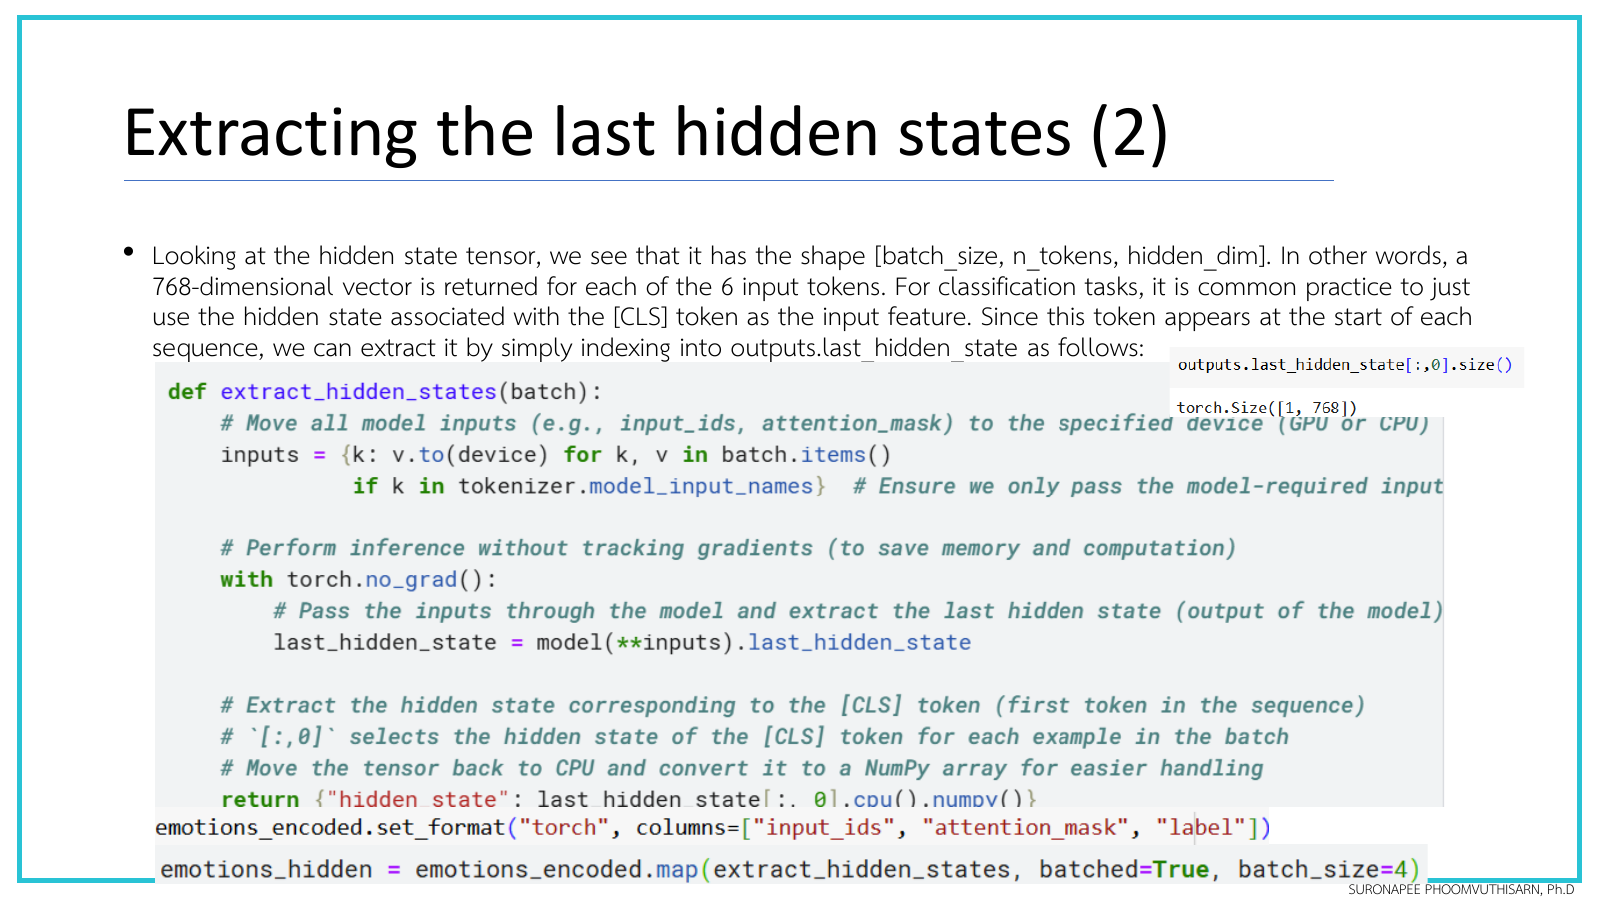 Extracting the last hidden states (2)
• Looking at the hidden state tensor, we see that it has the shape [batch_size, n_tokens, hidden_dim]. In other words, a
768-dimensional vector is returned for each of the 6 input tokens. For classification tasks, it is common practice to just
use the hidden state associated with the [CLS] token as the input feature. Since this token appears at the start of each
sequence, we can extract it by simply indexing into outputs.last_hidden_state as follows:
outputs.last_hidden_state[:,0].size()
torch.Size([1, 768])
def extract_hidden_states(batch):
    # Move all model inputs (e.g., input_ids, attention_mask) to the specified device (GPU or CPU)
    inputs = {k: v.to(device) for k, v in batch.items()
              if k in tokenizer.model_input_names}  # Ensure we only pass the model-required input
    # Perform inference without tracking gradients (to save memory and computation)
    with torch.no_grad():
        # Pass the inputs through the model and extract the last hidden state (output of the model)
        last_hidden_state = model(**inputs).last_hidden_state
    # Extract the hidden state corresponding to the [CLS] token (first token in the sequence)
    # `[:,0]` selects the hidden state of the [CLS] token for each example in the batch
    # Move the tensor back to CPU and convert it to a NumPy array for easier handling
    return {"hidden_state": last_hidden_state[:, 0].cpu().numpy()}
emotions_encoded.set_format("torch", columns=["input_ids", "attention_mask", "label"])
emotions_hidden = emotions_encoded.map(extract_hidden_states, batched=True, batch_size=4)
SURONAPEE PHOOMVUTHISARN, Ph.D